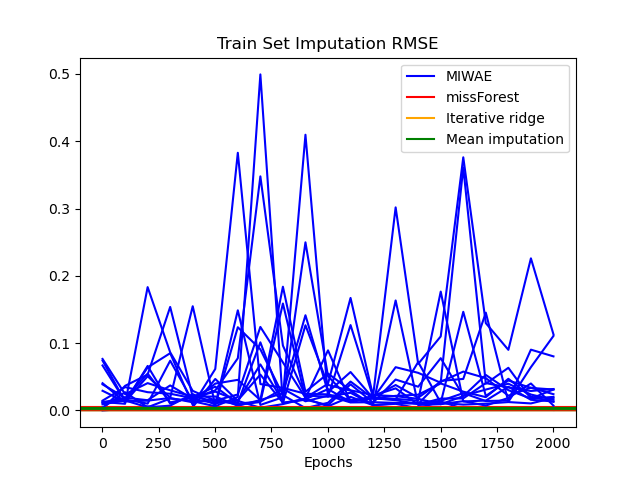 Train Set Imputation RMSE
MIWAE
missForest
Iterative ridge
Mean imputation
0.5
0.4
0.3
0.2
0.1
0.0
0 250 500 750 1000 1250 1500 1750 2000
Epochs